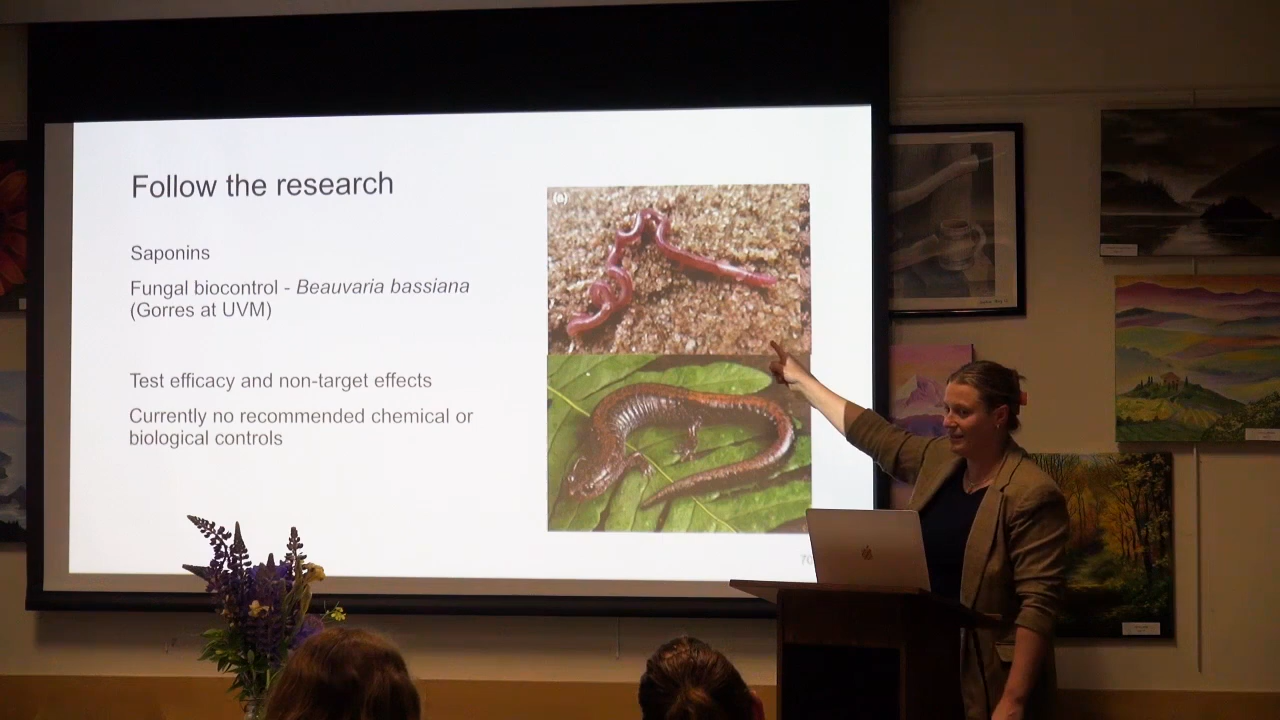 Follow the research
Saponins
Fungal biocontrol - Beauvaria bassiana
(Gorres at UVM)
Test efficacy and non-target effects
Currently no recommended chemical or
biological controls
70